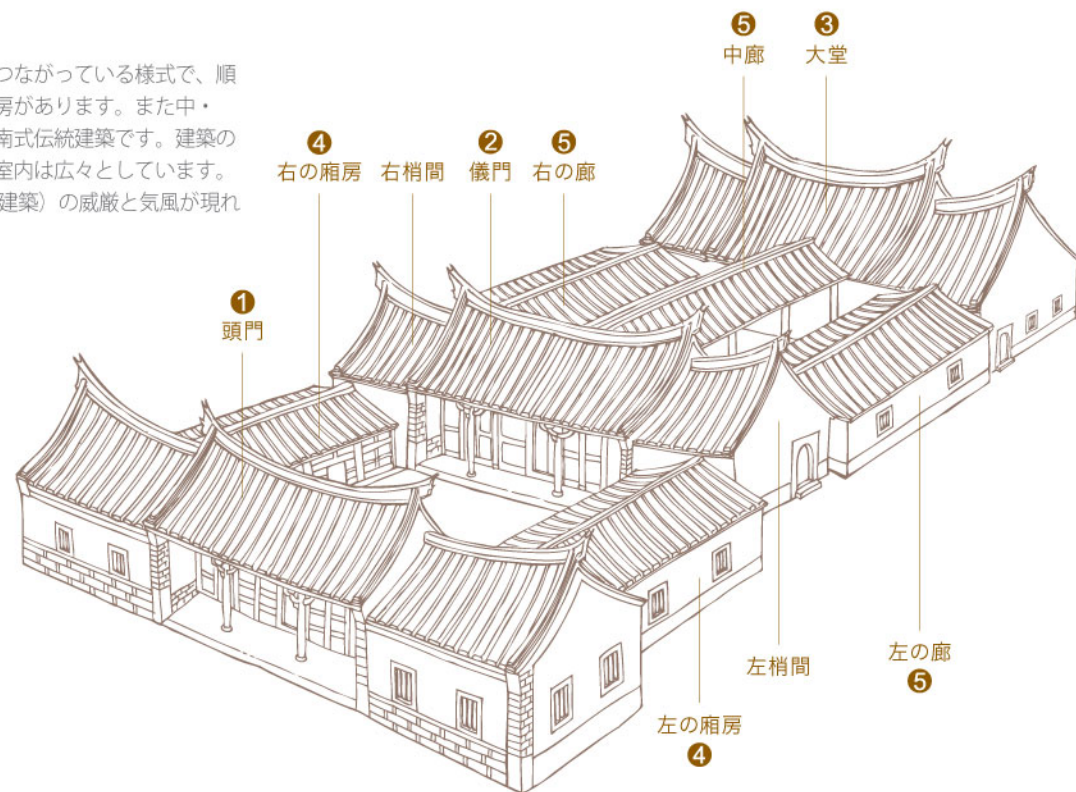 つながっている様式で、順
房があります。また中・
南式伝統建築です。建築の
室内は広々としています。
建築）の威厳と気風が現れ
❺
中廊
❸
大堂
❹
右の廂房
右梢間
❷
儀門
❺
右の廊
❶
頭門
左梢間
左の廊
❺
左の廂房
❹